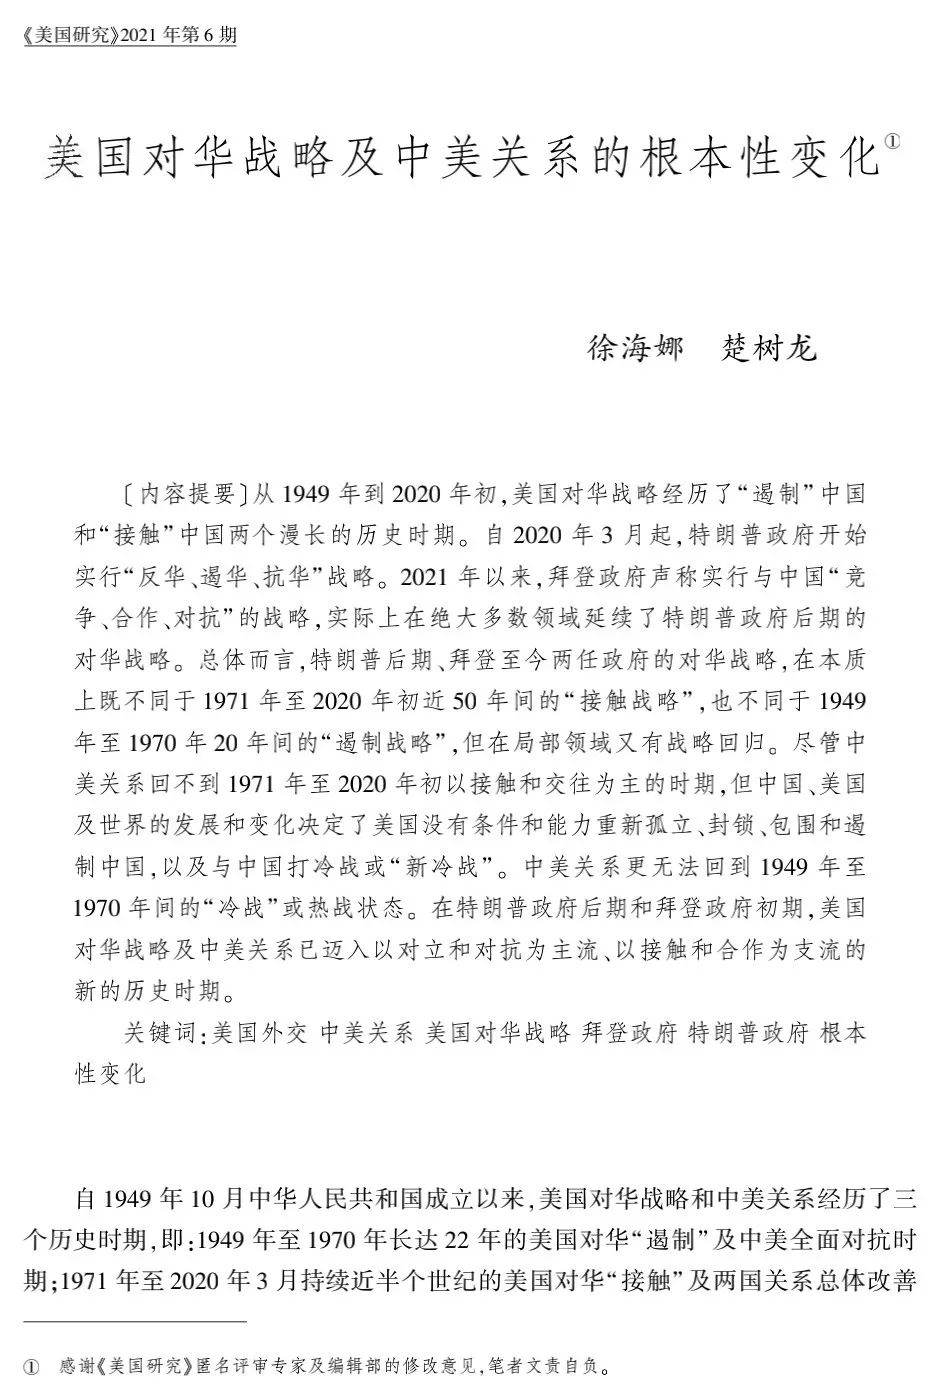 《美国研究》2021 年第 6 期
美国对华战略及中美关系的根本性变化①
徐海娜 楚树龙
〔内容提要〕从 1949 年到 2020 年初,美国对华战略经历了“遏制”中国
和“接触”中国两个漫长的历史时期。自 2020 年 3 月起,特朗普政府开始
实行“反华、遏华、抗华”战略。2021 年以来,拜登政府声称实行与中国“竞
争、合作、对抗”的战略,实际上在绝大多数领域延续了特朗普政府后期的
对华战略。总体而言,特朗普后期、拜登至今两任政府的对华战略,在本质
上既不同于 1971 年至 2020 年初近 50 年间的“接触战略”,也不同于 1949
年至 1970 年 20 年间的“遏制战略”,但在局部领域又有战略回归。尽管中
美关系回不到 1971 年至 2020 年初以接触和交往为主的时期,但中国、美国
及世界的发展和变化决定了美国没有条件和能力重新孤立、封锁、包围和遏
制中国,以及与中国打冷战或“新冷战”。中美关系更无法回到 1949 年至
1970 年间的“冷战”或热战状态。在特朗普政府后期和拜登政府初期,美国
对华战略及中美关系已迈入以对立和对抗为主流、以接触和合作为支流的
新的历史时期。
关键词:美国外交 中美关系 美国对华战略 拜登政府 特朗普政府 根本
性变化
自 1949 年 10 月中华人民共和国成立以来,美国对华战略和中美关系经历了三
个历史时期,即:1949 年至 1970 年长达 22 年的美国对华“遏制”及中美全面对抗时
期;1971 年至 2020 年 3 月持续近半个世纪的美国对华“接触”及两国关系总体改善
① 感谢《美国研究》匿名评审专家及编辑部的修改意见,笔者文责自负。